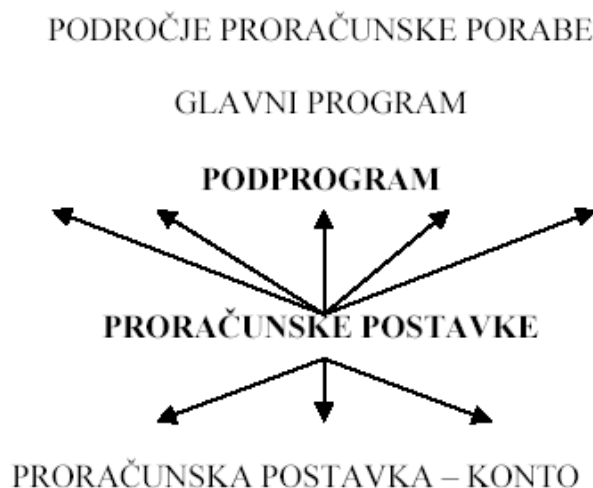 PODROČJE PRORAČUNSKE PORABE
GLAVNI PROGRAM
PODPROGRAM
PRORAČUNSKE POSTAVKE
PRORAČUNSKA POSTAVKA – KONTO